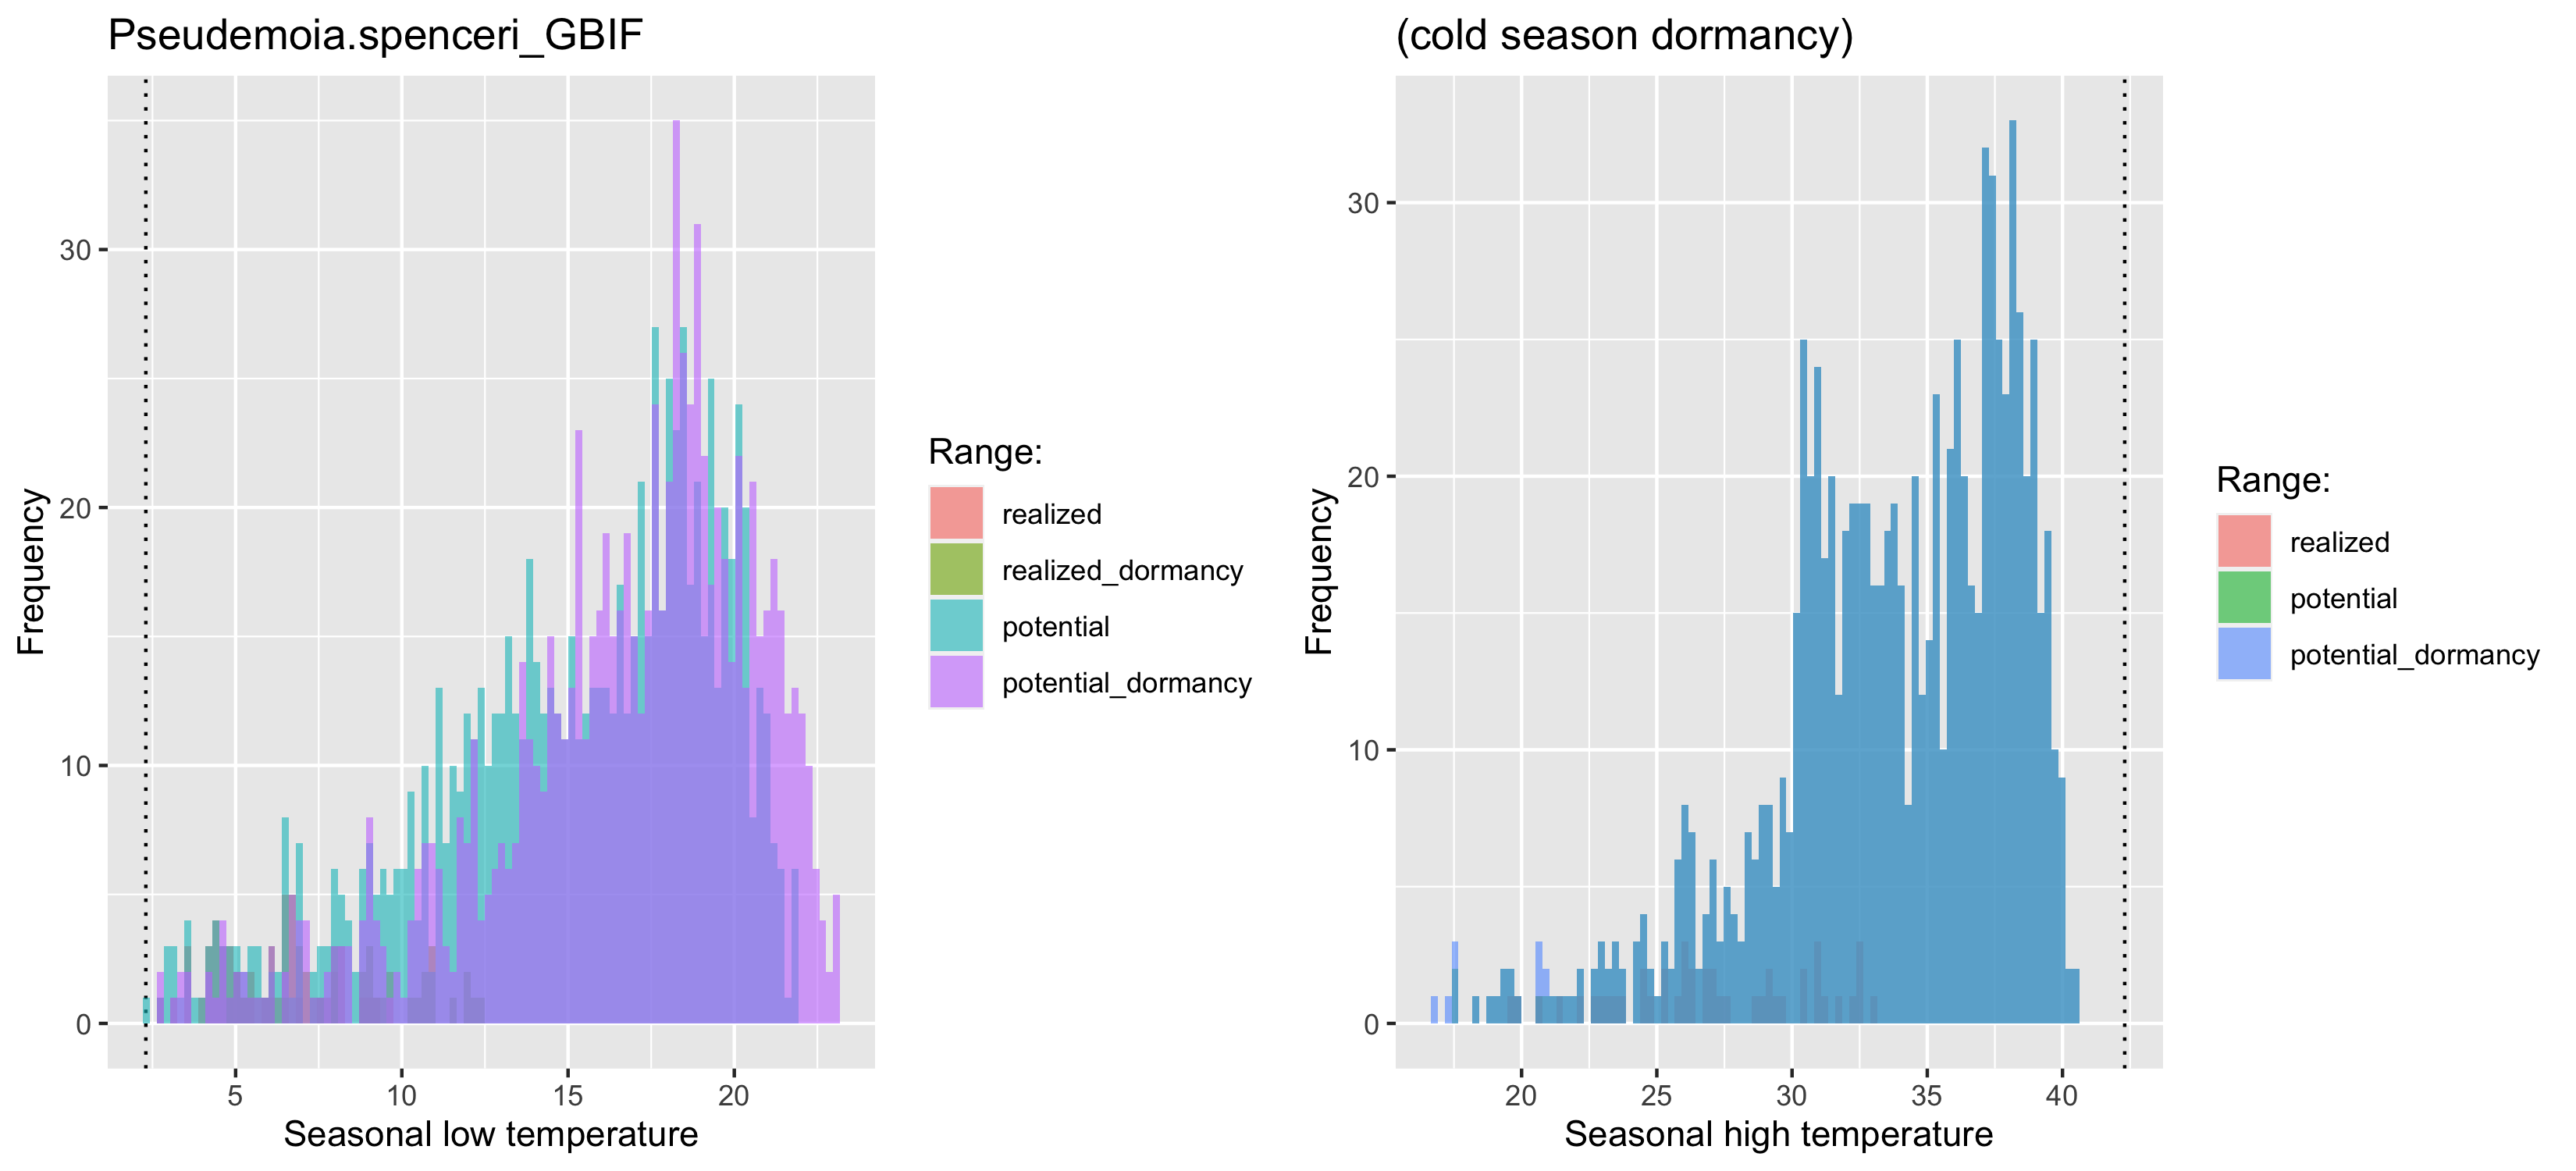 Pseudemoia.spenceri_GBIF
(cold season dormancy)
Frequency
30
20
10
0
5
10
15
20
Seasonal low temperature
Range:
realized
realized_dormancy
potential
potential_dormancy
Frequency
30
20
10
0
20
25
30
35
40
Seasonal high temperature
Range:
realized
potential
potential_dormancy